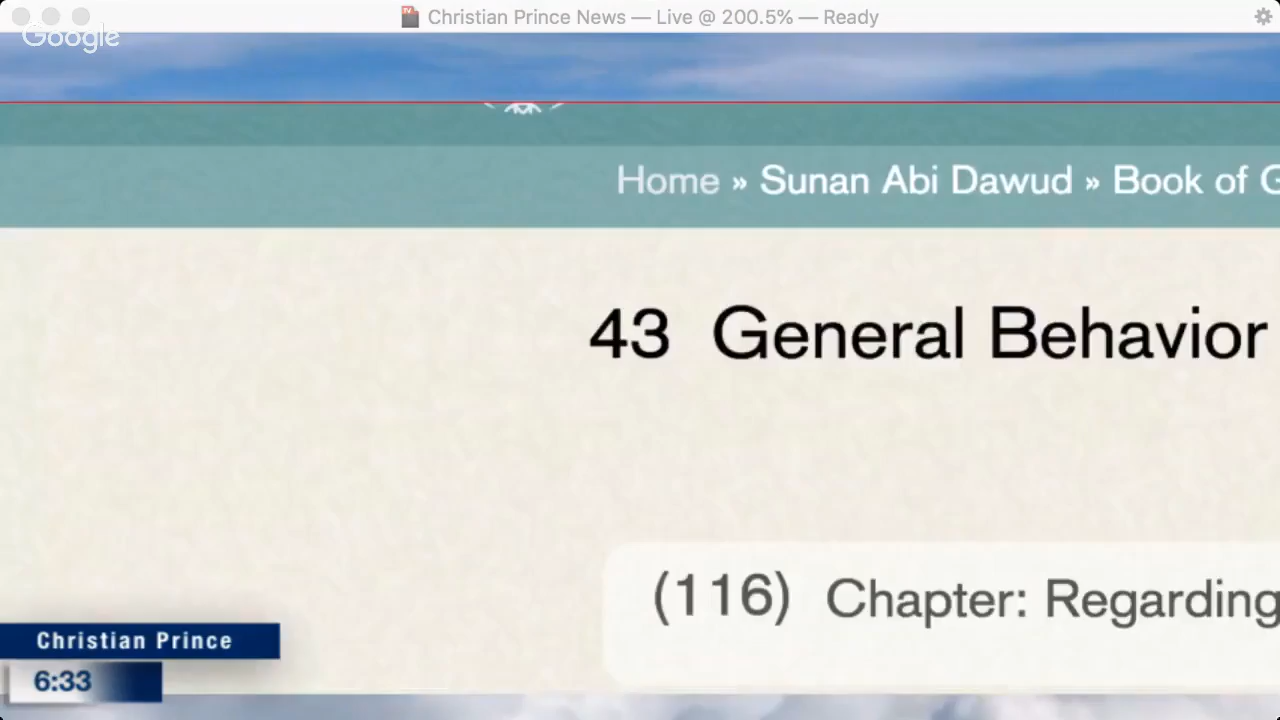 Christian Prince News — Live @ 200.5% — Ready
Google
Home » Sunan Abi Dawud » Book of G
43 General Behavior
(116) Chapter: Regarding
Christian Prince
6:33